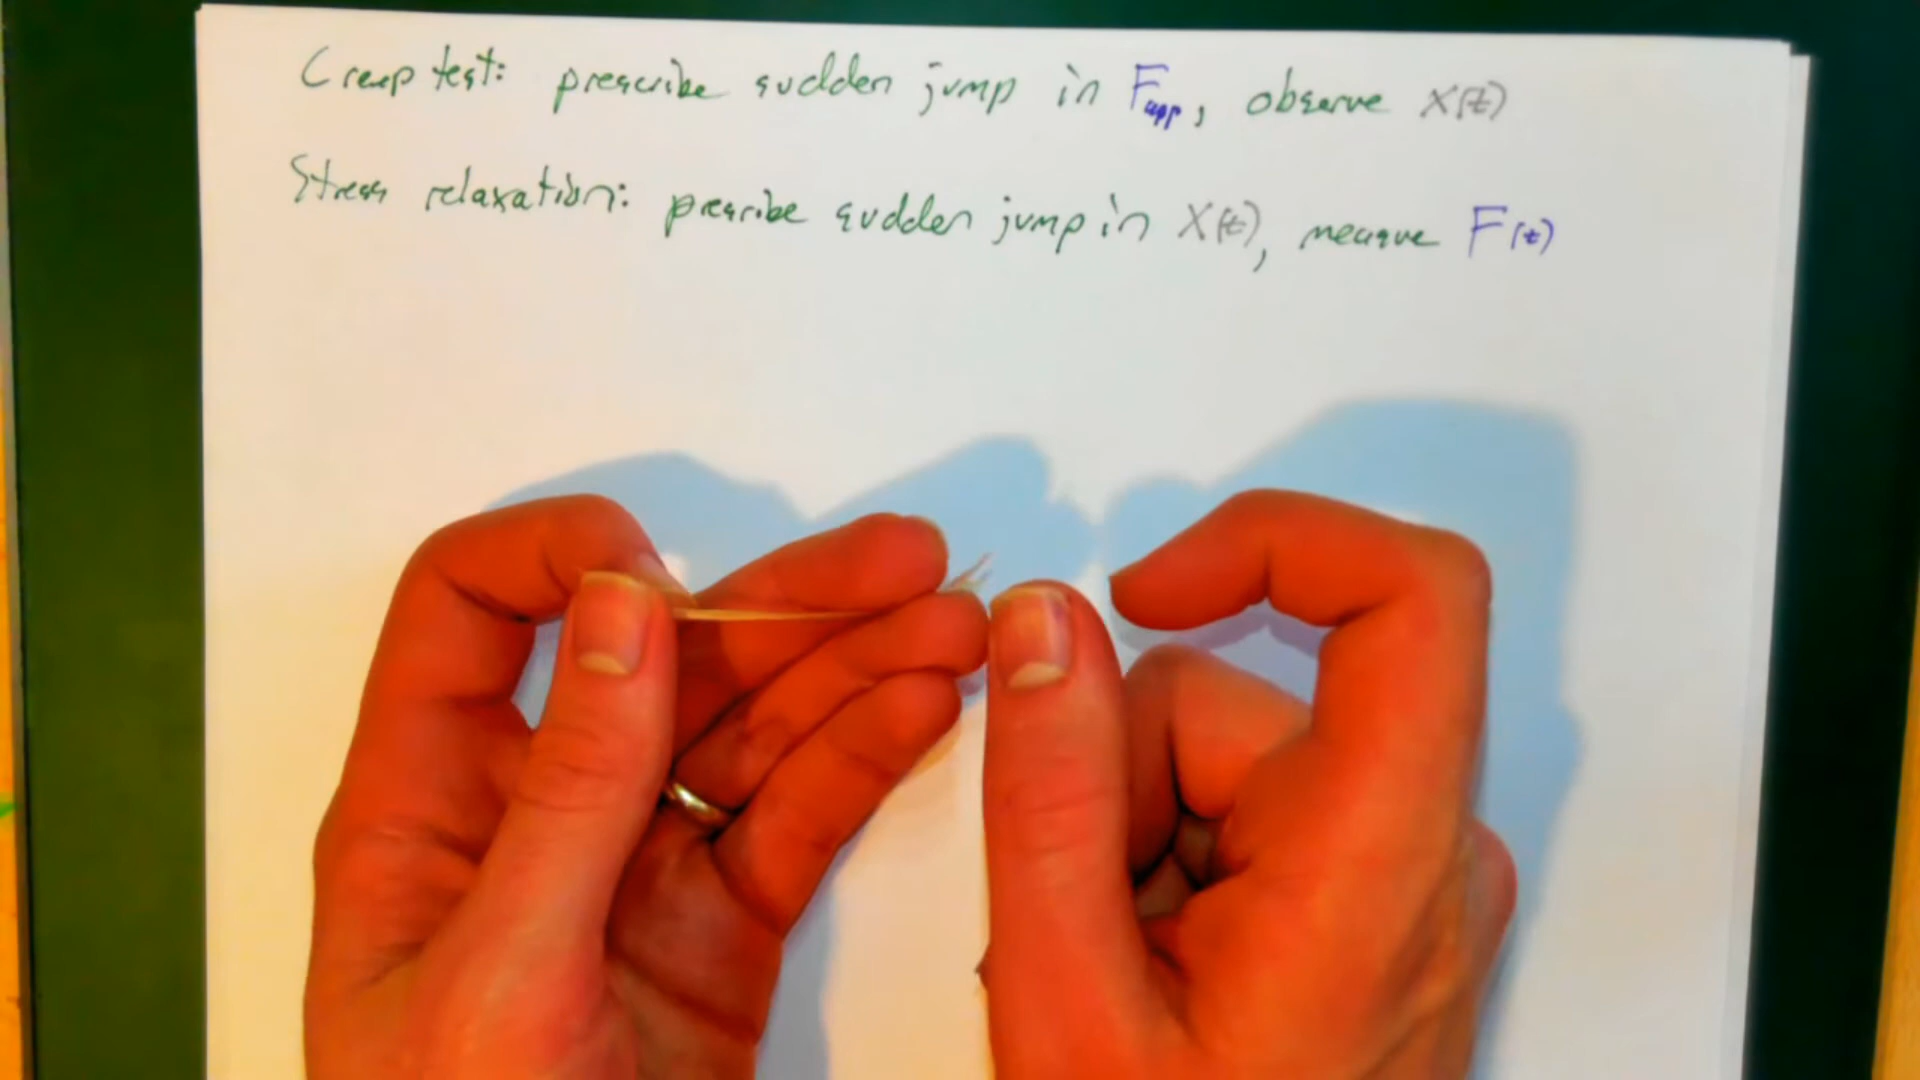 Creep test: prescribe sudden jump in Fapp, observe X(t)
Stress relaxation: prescribe sudden jump in X(t), measure F(t)